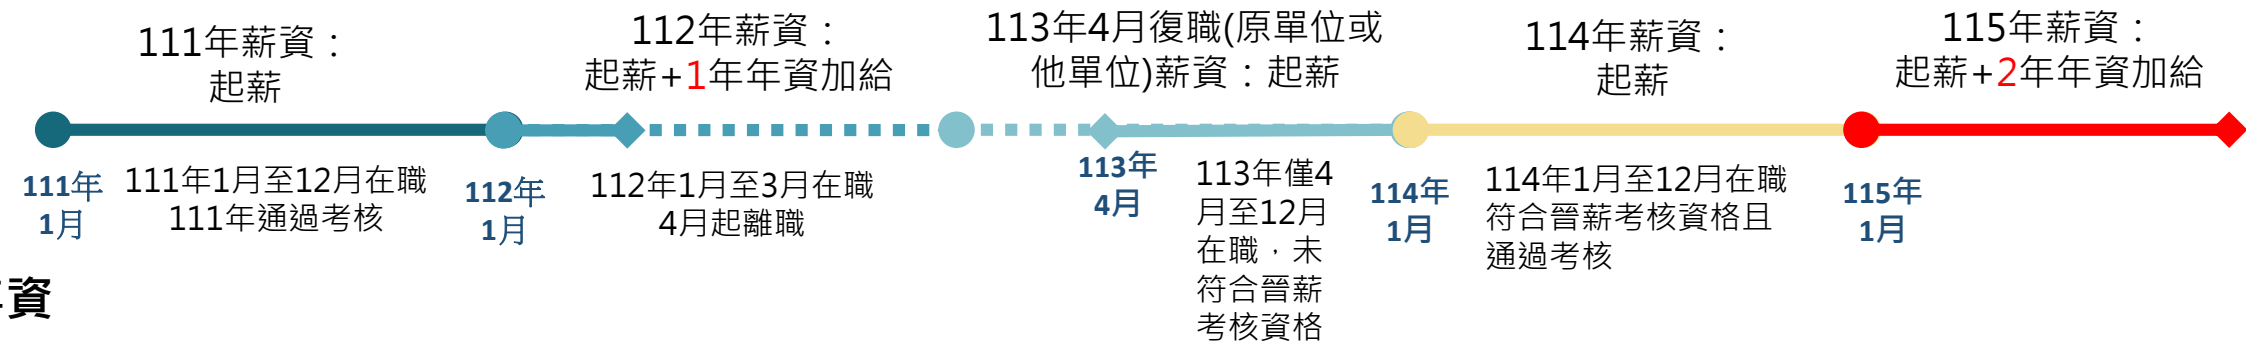 111年薪資：
起薪
112年薪資：
起薪+1年年資加給
113年4月復職(原單位或
他單位)薪資：起薪
114年薪資：
起薪
115年薪資：
起薪+2年年資加給
111年
1月
111年1月至12月在職
111年通過考核
112年
1月
112年1月至3月在職
4月起離職
113年
4月
113年僅4
月至12月
在職，未
符合晉薪
考核資格
114年
1月
114年1月至12月在職
符合晉薪考核資格且
通過考核
115年
1月
資